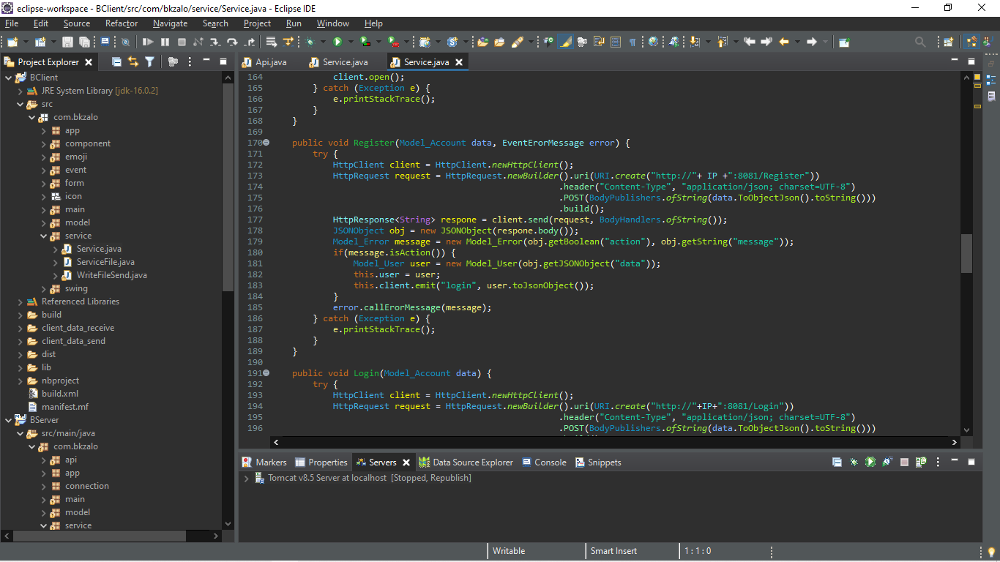 eclipse-workspace - BClient/src/com/bkzalo/service/Service.java - Eclipse IDE
File Edit Source Refactor Navigate Search Project Run Window Help
Project Explorer
BClient
JRE System Library [jdk-16.0.2]
src
com.bkzalo
app
component
emoji
event
form
icon
main
model
service
Service.java
ServiceFile.java
WriteFileSend.java
swing
Referenced Libraries
build
client_data_receive
client_data_send
dist
lib
nbproject
build.xml
manifest.mf
BServer
src/main/java
com.bkzalo
api
app
connection
main
model
service
Api.java Service.java Service.java
164 client.open();
165 } catch (Exception e) {
166 e.printStackTrace();
167 }
168 }
169
170 public void Register(Model_Account data, EventErorMessage error) {
171 try {
172 HttpClient client = HttpClient.newHttpClient();
173 HttpRequest request = HttpRequest.newBuilder().uri(URI.create("http://"+ IP +":8081/Register"))
174 .header("Content-Type", "application/json; charset=UTF-8")
175 .POST(BodyPublishers.ofString(data.ToObjectJson().toString()))
176 .build();
177 HttpResponse<String> respone = client.send(request, BodyHandlers.ofString());
178 JSONObject obj = new JSONObject(respone.body());
179 Model_Error message = new Model_Error(obj.getBoolean("action"), obj.getString("message"));
180 if(message.isAction()) {
181 Model_User user = new Model_User(obj.getJSONObject("data"));
182 this.user = user;
183 this.client.emit("login", user.toJsonObject());
184 }
185 error.callErorMessage(message);
186 } catch (Exception e) {
187 e.printStackTrace();
188 }
189 }
190
191 public void Login(Model_Account data) {
192 try {
193 HttpClient client = HttpClient.newHttpClient();
194 HttpRequest request = HttpRequest.newBuilder().uri(URI.create("http://"+IP+":8081/Login"))
195 .header("Content-Type", "application/json; charset=UTF-8")
196 .POST(BodyPublishers.ofString(data.ToObjectJson().toString()))
Markers Properties Servers Data Source Explorer Console Snippets
Tomcat v8.5 Server at localhost [Stopped, Republish]
Writable Smart Insert 1 : 1 : 0